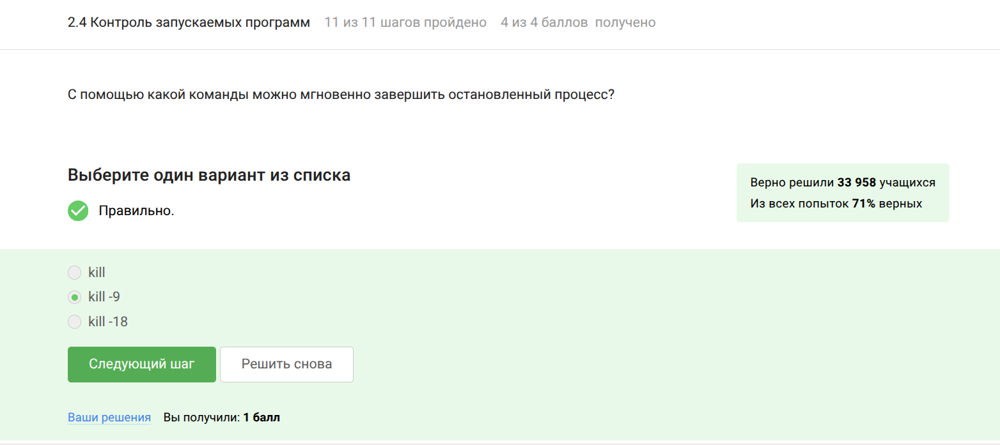 2.4 Контроль запускаемых программ 11 из 11 шагов пройдено 4 из 4 баллов получено
С помощью какой команды можно мгновенно завершить остановленный процесс?
Выберите один вариант из списка
Правильно.
Верно решили 33 958 учащихся
Из всех попыток 71% верных
kill
kill -9
kill -18
Следующий шаг Решить снова
Ваши решения Вы получили: 1 балл